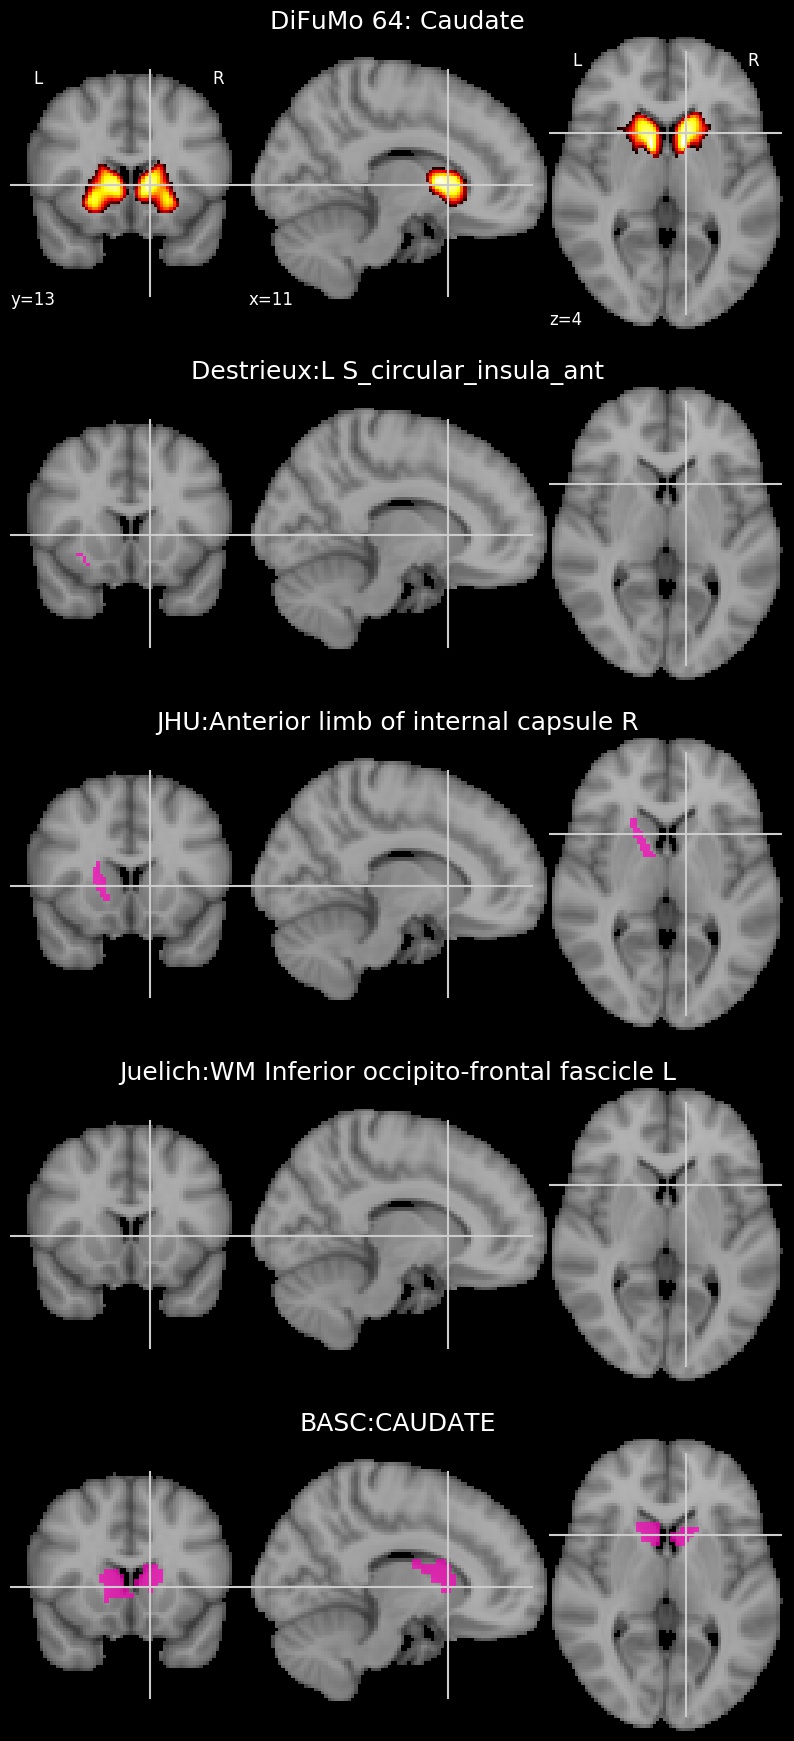 DiFuMo 64: Caudate
L R
L R
y=13
x=11
z=4
Destrieux:L S_circular_insula_ant
JHU:Anterior limb of internal capsule R
Juelich:WM Inferior occipito-frontal fascicle L
BASC:CAUDATE